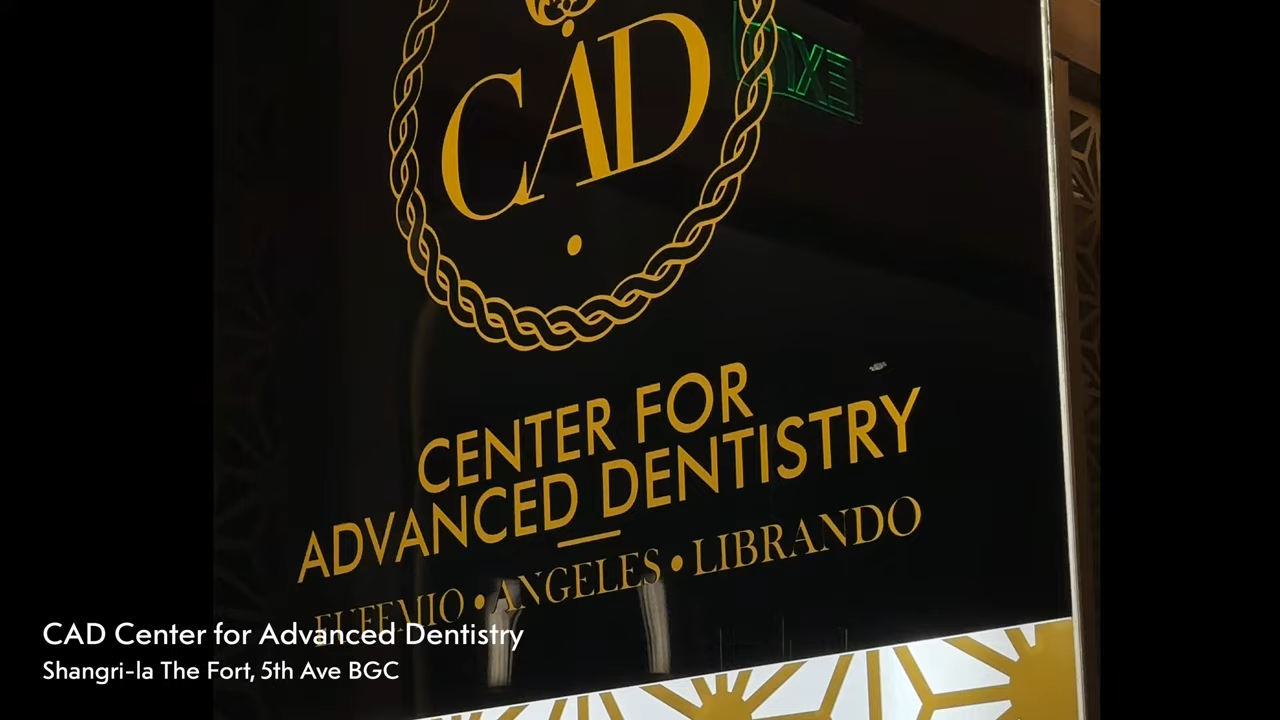 CAD
EXIT
CENTER FOR
ADVANCED DENTISTRY
EUFEMIO • ANGELES • LIBRANDO
CAD Center for Advanced Dentistry
Shangri-la The Fort, 5th Ave BGC